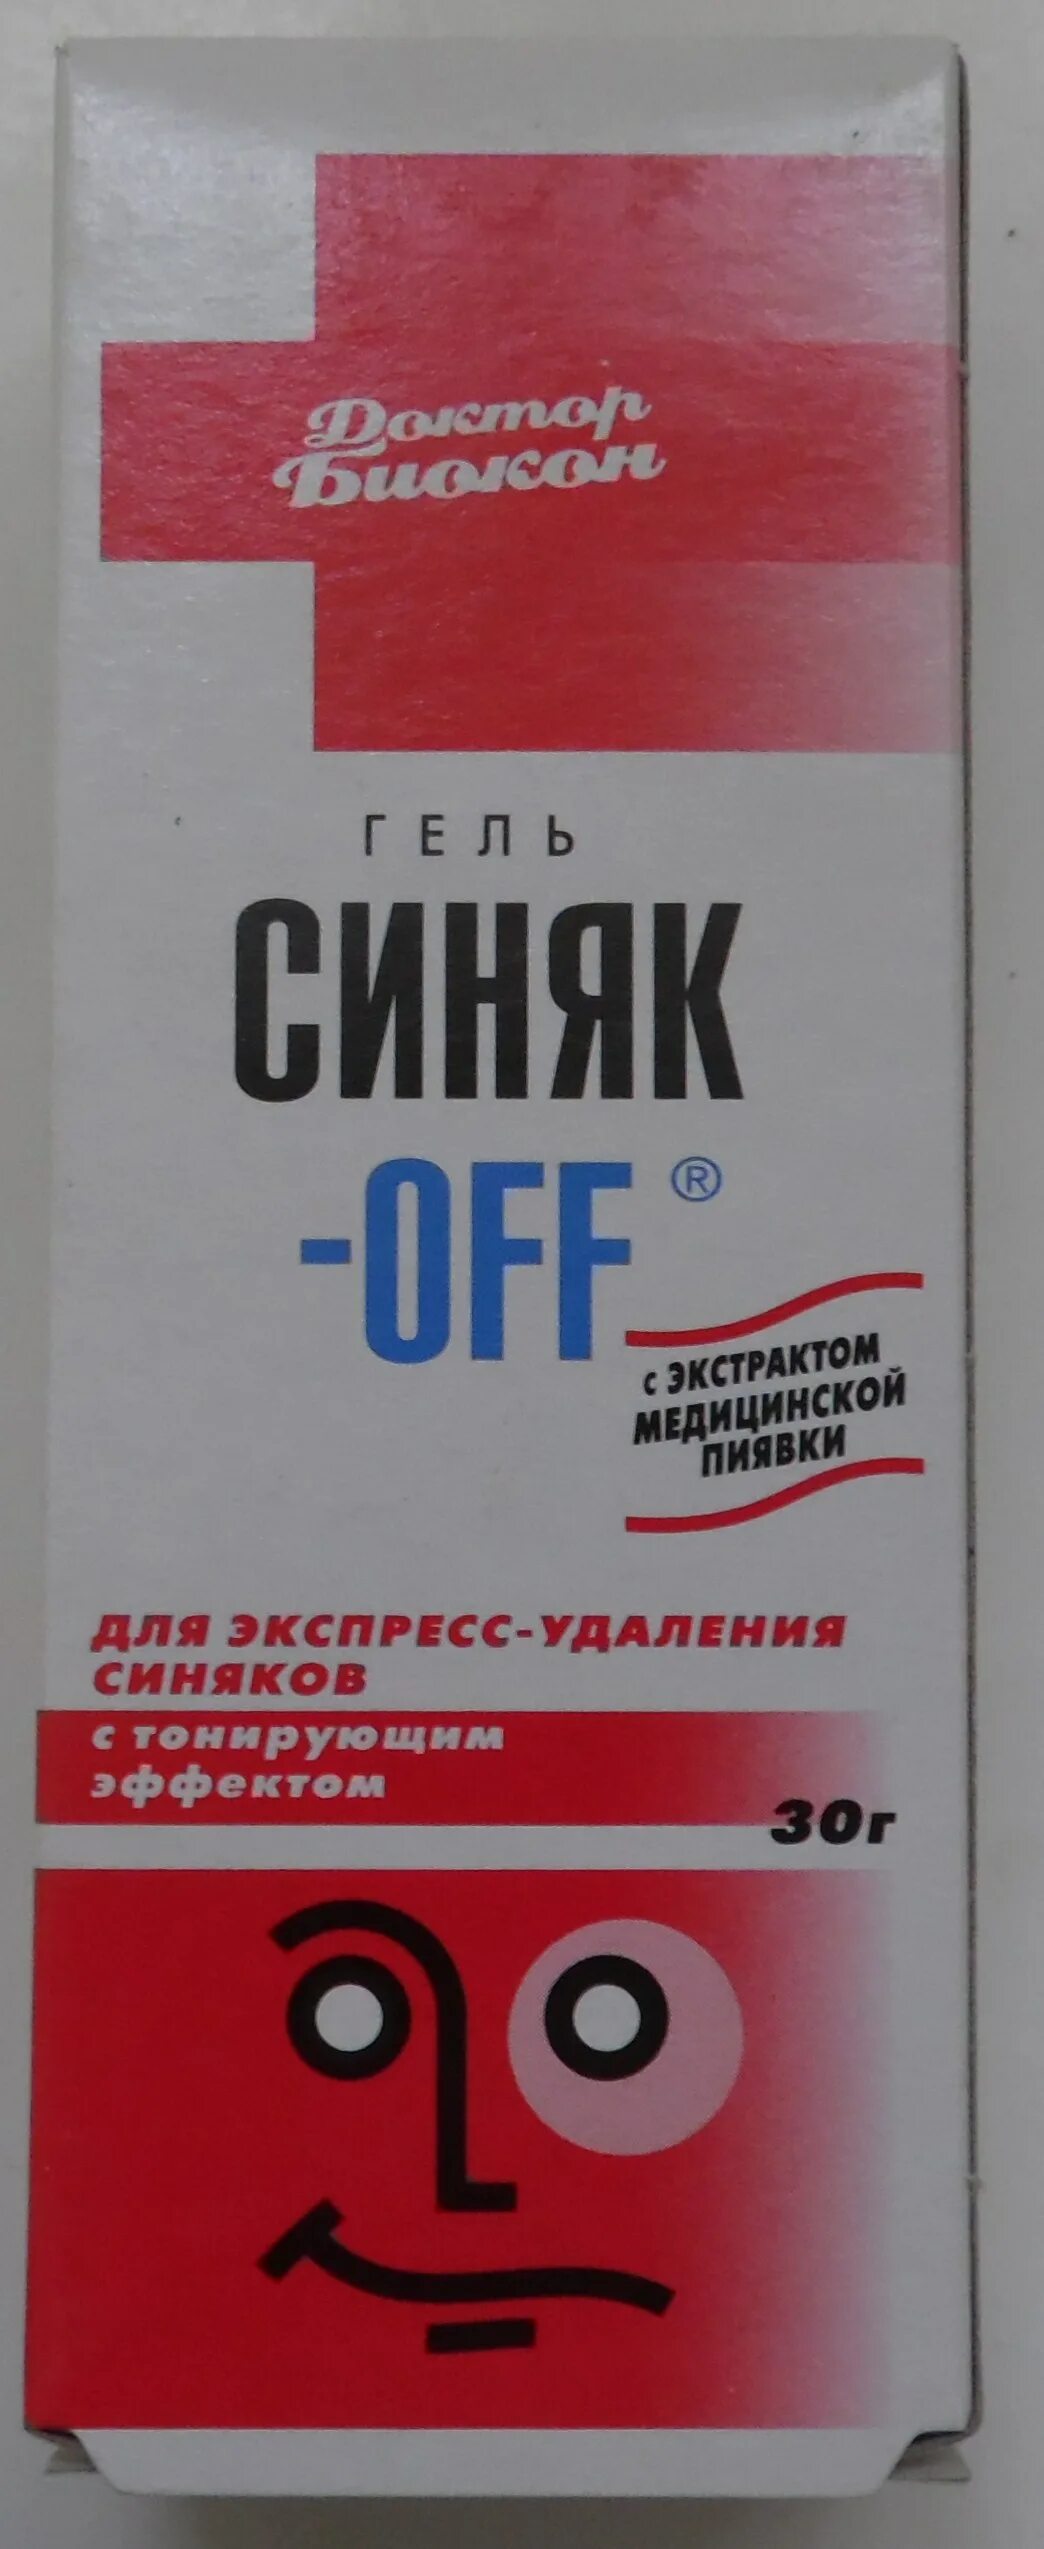 Доктор
Биокон
ГЕЛЬ
СИНЯК
-OFF ®
с ЭКСТРАКТОМ
МЕДИЦИНСКОЙ
ПИЯВКИ
ДЛЯ ЭКСПРЕСС-УДАЛЕНИЯ
СИНЯКОВ
с тонирующим
эффектом
30г